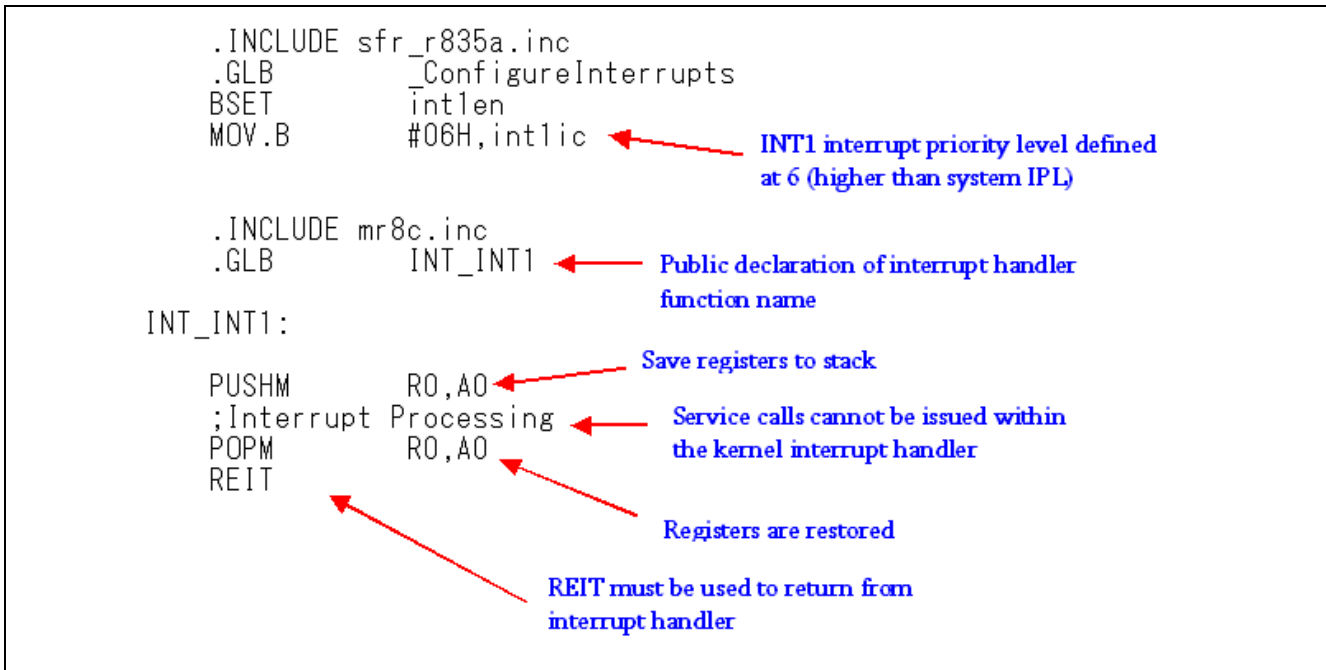 .INCLUDE sfr_r835a.inc
.GLB _ConfigureInterrupts
BSET int1en
MOV.B #06H,int1ic
INT1 interrupt priority level defined
at 6 (higher than system IPL)
.INCLUDE mr8c.inc
.GLB INT_INT1
Public declaration of interrupt handler
function name
INT_INT1:
Save registers to stack
PUSHM R0,A0
;Interrupt Processing
Service calls cannot be issued within
the kernel interrupt handler
POPM R0,A0
REIT
Registers are restored
REIT must be used to return from
interrupt handler